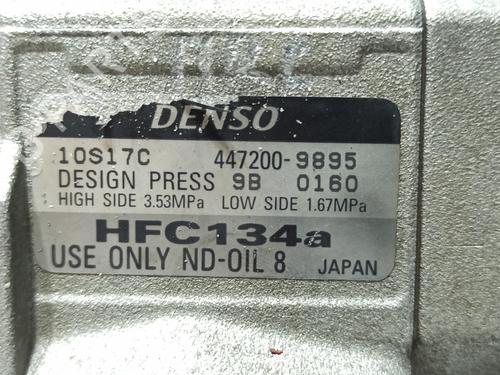 DENSO
10S17C 447200-9895
DESIGN PRESS 9B 0160
HIGH SIDE 3.53MPa LOW SIDE 1.67MPa
HFC134a
USE ONLY ND-OIL 8 JAPAN